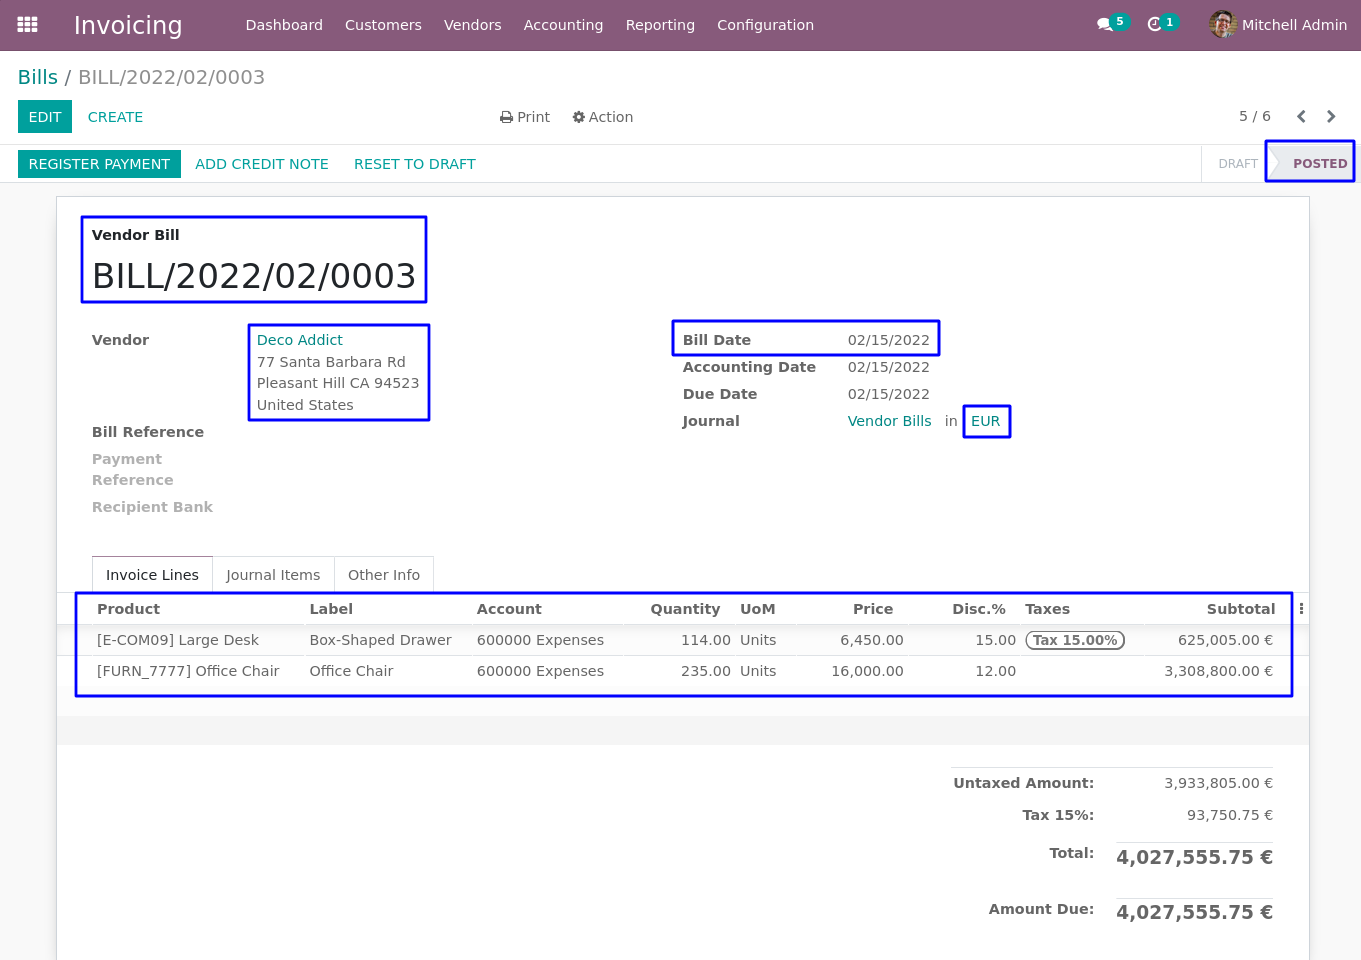 Invoicing Dashboard Customers Vendors Accounting Reporting Configuration 5 1 Mitchell Admin
Bills / BILL/2022/02/0003
EDIT CREATE Print Action 5 / 6
REGISTER PAYMENT ADD CREDIT NOTE RESET TO DRAFT DRAFT POSTED
Vendor Bill
BILL/2022/02/0003
Vendor Deco Addict Bill Date 02/15/2022
77 Santa Barbara Rd Accounting Date 02/15/2022
Pleasant Hill CA 94523 Due Date 02/15/2022
United States Journal Vendor Bills in EUR
Bill Reference
Payment
Reference
Recipient Bank
Invoice Lines Journal Items Other Info
Product Label Account Quantity UoM Price Disc.% Taxes Subtotal
[E-COM09] Large Desk Box-Shaped Drawer 600000 Expenses 114.00 Units 6,450.00 15.00 Tax 15.00% 625,005.00 €
[FURN_7777] Office Chair Office Chair 600000 Expenses 235.00 Units 16,000.00 12.00 3,308,800.00 €
Untaxed Amount: 3,933,805.00 €
Tax 15%: 93,750.75 €
Total: 4,027,555.75 €
Amount Due: 4,027,555.75 €